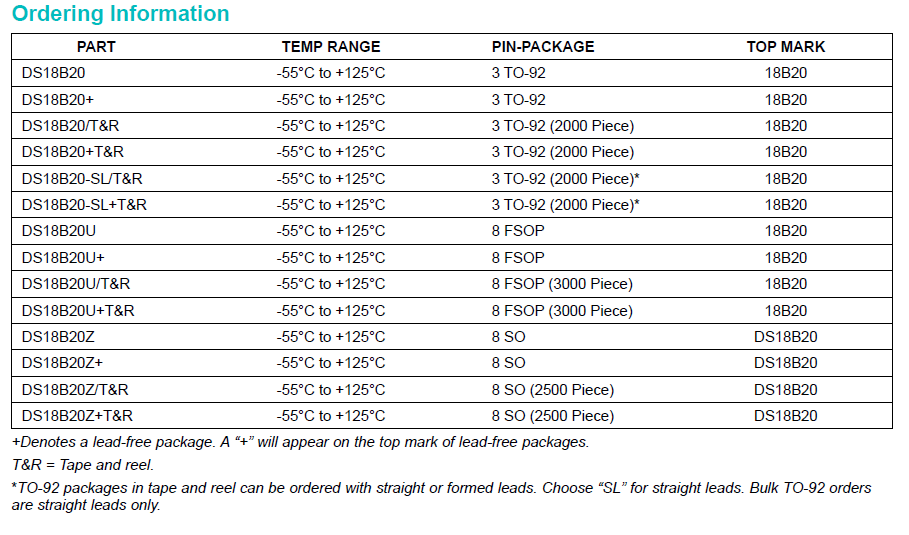 Ordering Information
PART TEMP RANGE PIN-PACKAGE TOP MARK
DS18B20 -55°C to +125°C 3 TO-92 18B20
DS18B20+ -55°C to +125°C 3 TO-92 18B20
DS18B20/T&R -55°C to +125°C 3 TO-92 (2000 Piece) 18B20
DS18B20+T&R -55°C to +125°C 3 TO-92 (2000 Piece) 18B20
DS18B20-SL/T&R -55°C to +125°C 3 TO-92 (2000 Piece)* 18B20
DS18B20-SL+T&R -55°C to +125°C 3 TO-92 (2000 Piece)* 18B20
DS18B20U -55°C to +125°C 8 FSOP 18B20
DS18B20U+ -55°C to +125°C 8 FSOP 18B20
DS18B20U/T&R -55°C to +125°C 8 FSOP (3000 Piece) 18B20
DS18B20U+T&R -55°C to +125°C 8 FSOP (3000 Piece) 18B20
DS18B20Z -55°C to +125°C 8 SO DS18B20
DS18B20Z+ -55°C to +125°C 8 SO DS18B20
DS18B20Z/T&R -55°C to +125°C 8 SO (2500 Piece) DS18B20
DS18B20Z+T&R -55°C to +125°C 8 SO (2500 Piece) DS18B20
+Denotes a lead-free package. A “+” will appear on the top mark of lead-free packages.
T&R = Tape and reel.
*TO-92 packages in tape and reel can be ordered with straight or formed leads. Choose “SL” for straight leads. Bulk TO-92 orders
are straight leads only.